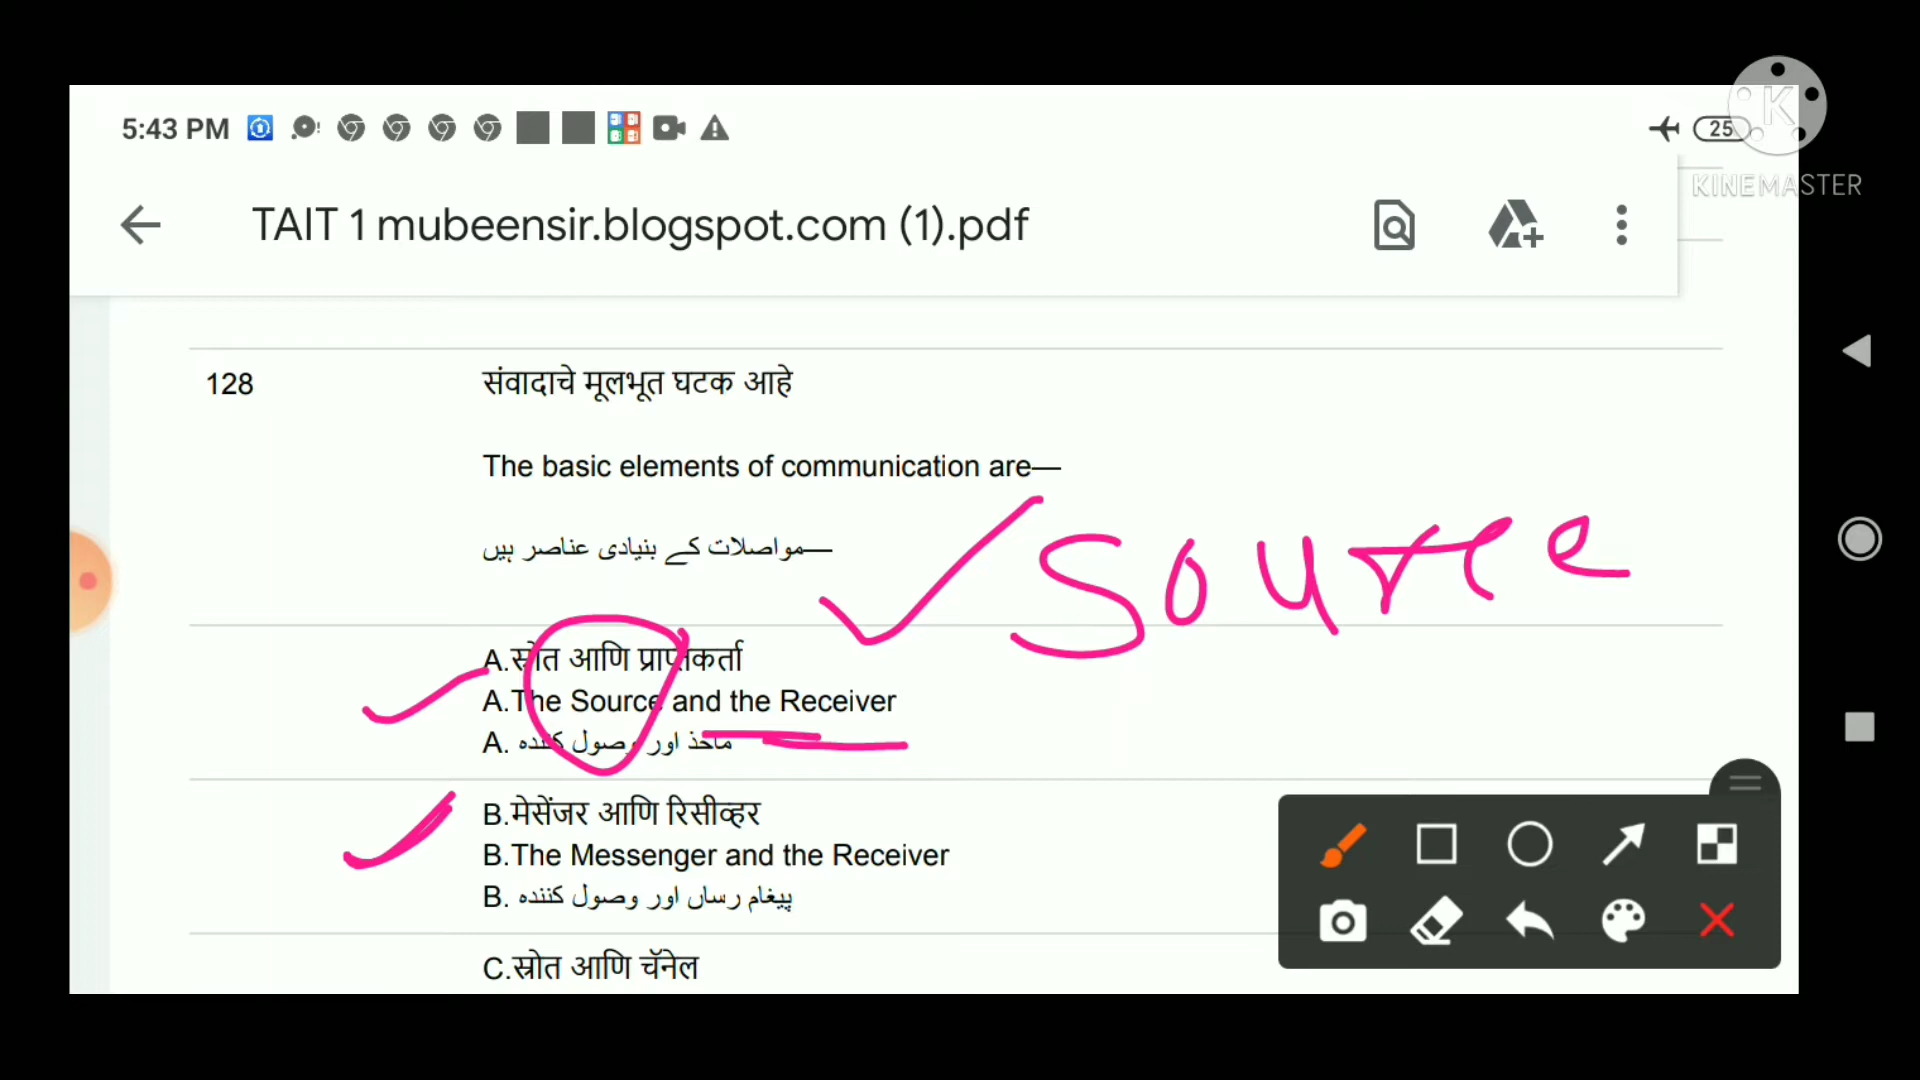 5:43 PM
25
KINEMASTER
TAIT 1 mubeensir.blogspot.com (1).pdf
128
संवादाचे मूलभूत घटक आहे
The basic elements of communication are—
مواصلات کے بنیادی عناصر ہیں—
Source
A.स्रोत आणि प्राप्तकर्ता
A.The Source and the Receiver
A. ماخذ اور وصول کنندہ
B.मेसेंजर आणि रिसीव्हर
B.The Messenger and the Receiver
B. پیغام رساں اور وصول کنندہ
C.स्रोत आणि चॅनेल